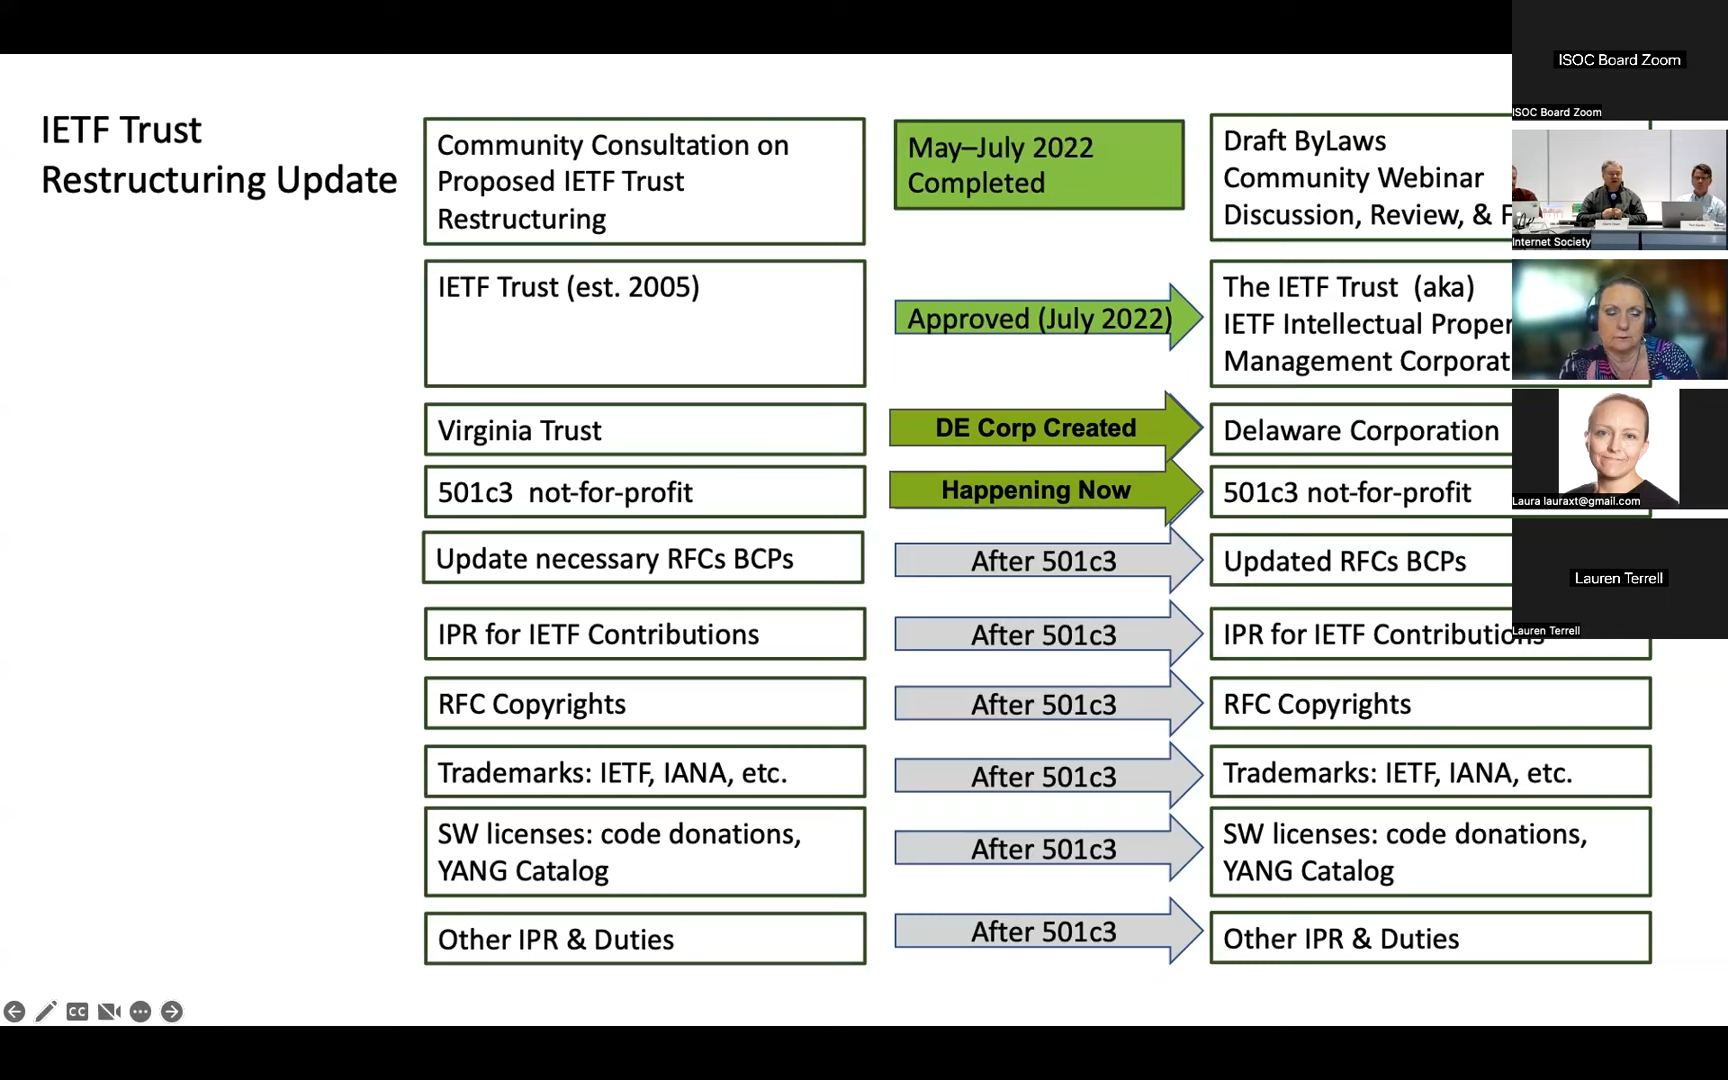 IETF Trust
Restructuring Update
Community Consultation on
Proposed IETF Trust
Restructuring
May–July 2022
Completed
Draft ByLaws
Community Webinar
Discussion, Review, &
IETF Trust (est. 2005)
Approved (July 2022)
The IETF Trust (aka)
IETF Intellectual
Management
Virginia Trust
DE Corp Created
Delaware Corporation
501c3 not-for-profit
Happening Now
501c3 not-for-profit
Update necessary RFCs BCPs
After 501c3
Updated RFCs BCPs
IPR for IETF Contributions
After 501c3
IPR for IETF Contributions
RFC Copyrights
After 501c3
RFC Copyrights
Trademarks: IETF, IANA, etc.
After 501c3
Trademarks: IETF, IANA, etc.
SW licenses: code donations,
YANG Catalog
After 501c3
SW licenses: code donations,
YANG Catalog
Other IPR & Duties
After 501c3
Other IPR & Duties
CC
ISOC Board Zoom
ISOC Board Zoom
Internet Society
Laura lauraxt@gmail.com
Lauren Terrell
Lauren Terrell